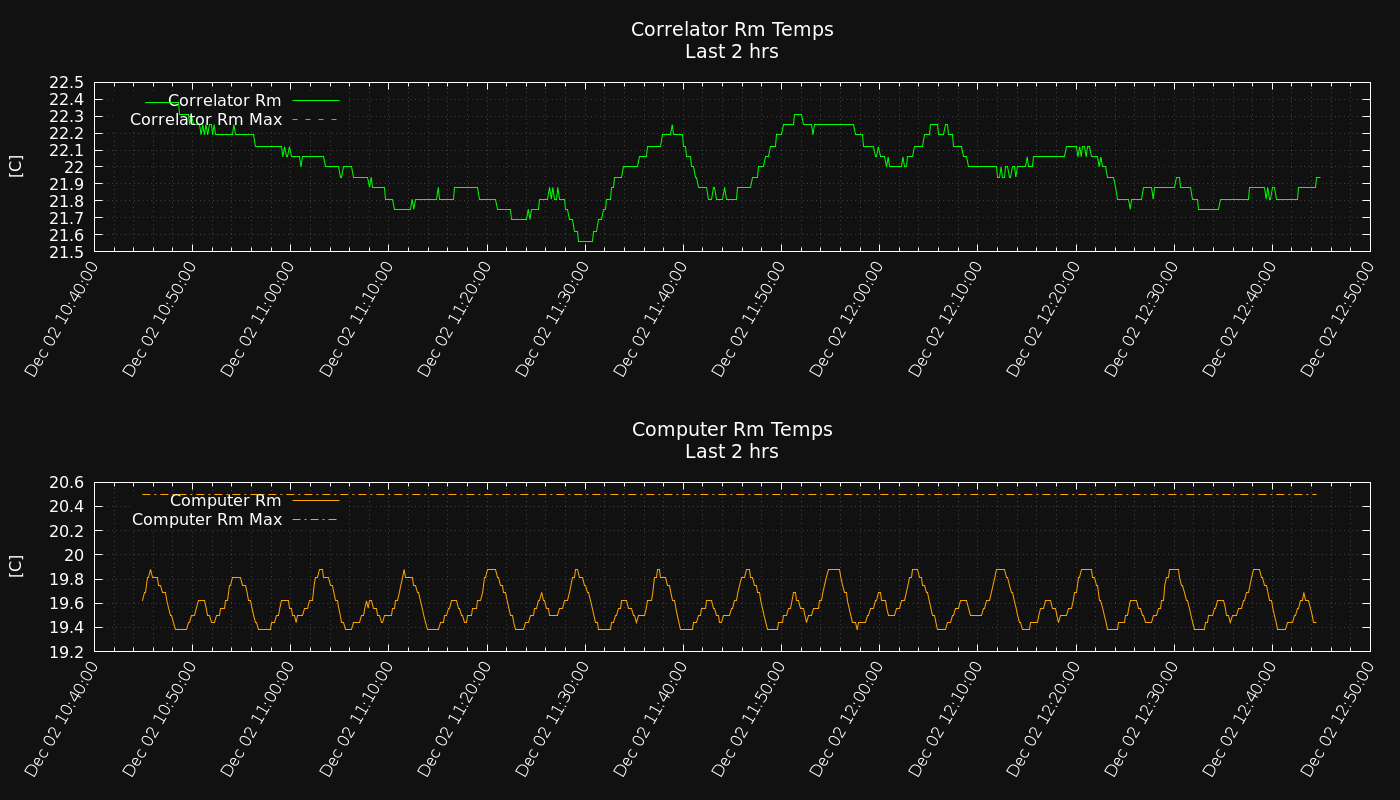 Correlator Rm Temps
Last 2 hrs
[C]
22.5
22.4
22.3
22.2
22.1
22
21.9
21.8
21.7
21.6
21.5
Correlator Rm
Correlator Rm Max
Dec 02 10:40:00
Dec 02 10:50:00
Dec 02 11:00:00
Dec 02 11:10:00
Dec 02 11:20:00
Dec 02 11:30:00
Dec 02 11:40:00
Dec 02 11:50:00
Dec 02 12:00:00
Dec 02 12:10:00
Dec 02 12:20:00
Dec 02 12:30:00
Dec 02 12:40:00
Dec 02 12:50:00
Computer Rm Temps
Last 2 hrs
[C]
20.6
20.4
20.2
20
19.8
19.6
19.4
19.2
Computer Rm
Computer Rm Max
Dec 02 10:40:00
Dec 02 10:50:00
Dec 02 11:00:00
Dec 02 11:10:00
Dec 02 11:20:00
Dec 02 11:30:00
Dec 02 11:40:00
Dec 02 11:50:00
Dec 02 12:00:00
Dec 02 12:10:00
Dec 02 12:20:00
Dec 02 12:30:00
Dec 02 12:40:00
Dec 02 12:50:00